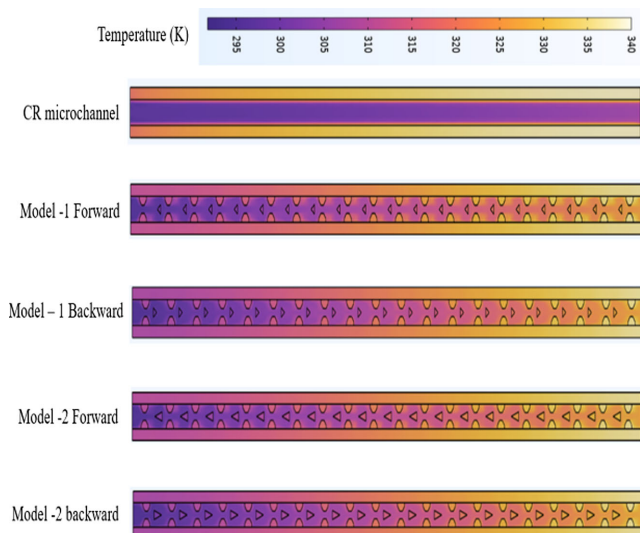 Temperature (K)
295 300 305 310 315 320 325 330 335 340
CR microchannel
Model -1 Forward
Model – 1 Backward
Model -2 Forward
Model -2 backward